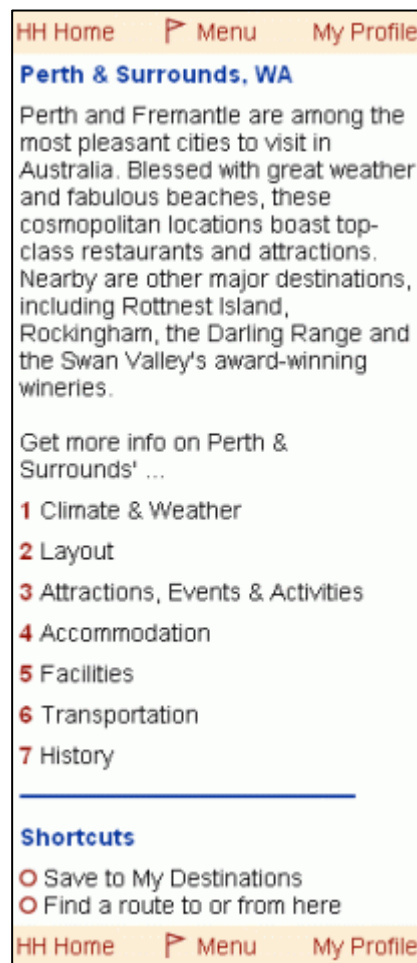 HH Home Menu My Profile
Perth & Surrounds, WA
Perth and Fremantle are among the
most pleasant cities to visit in
Australia. Blessed with great weather
and fabulous beaches, these
cosmopolitan locations boast top-
class restaurants and attractions.
Nearby are other major destinations,
including Rottnest Island,
Rockingham, the Darling Range and
the Swan Valley's award-winning
wineries.
Get more info on Perth &
Surrounds' ...
1 Climate & Weather
2 Layout
3 Attractions, Events & Activities
4 Accommodation
5 Facilities
6 Transportation
7 History
Shortcuts
Save to My Destinations
Find a route to or from here
HH Home Menu My Profile